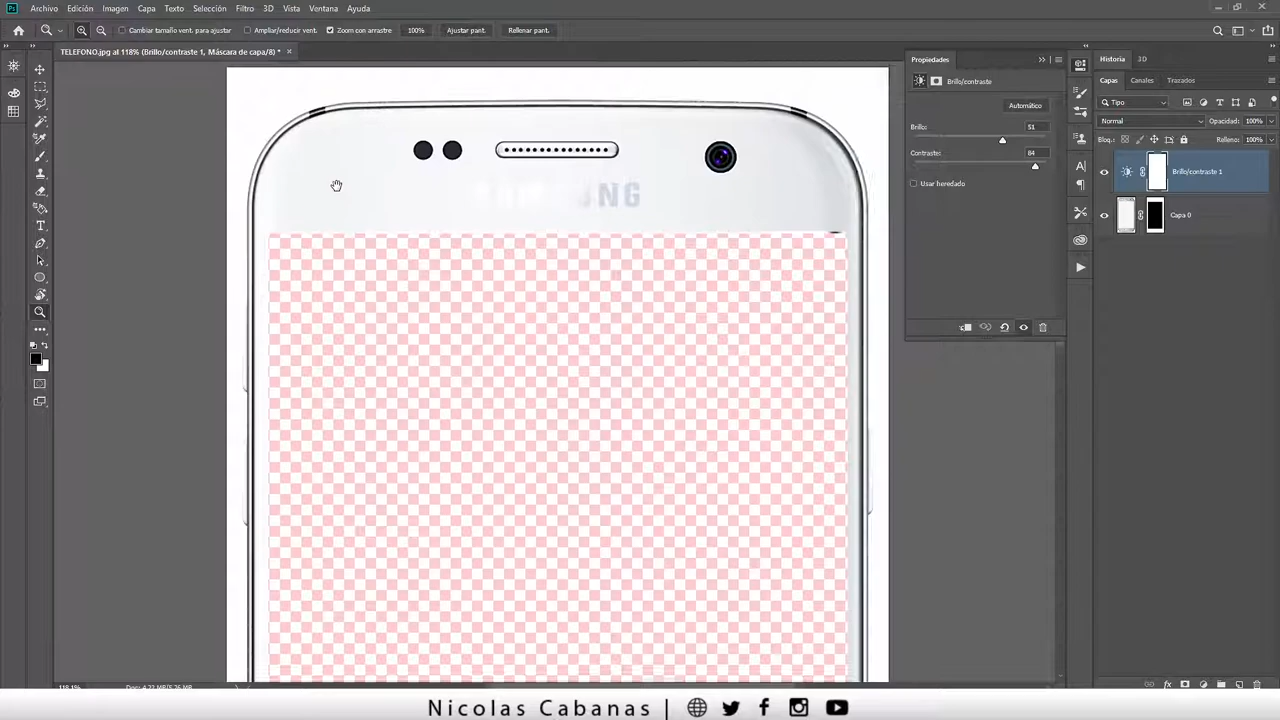 Archivo Edición Imagen Capa Texto Selección Filtro 3D Vista Ventana Ayuda
Cambiar tamaño vent. para ajustar Ampliar/reducir vent. Zoom con arrastre 100% Ajustar pant. Rellenar pant.
TELEFONO.jpg al 118% (Brillo/contraste 1, Máscara de capa/8) *
Propiedades
Brillo/contraste
Automático
Brillo: 51
Contraste: 84
Usar heredado
Historia 3D
Capas Canales Trazados
Tipo
Normal Opacidad: 100%
Bloq.: Relleno: 100%
Brillo/contraste 1
Capa 0
Nicolas Cabanas |